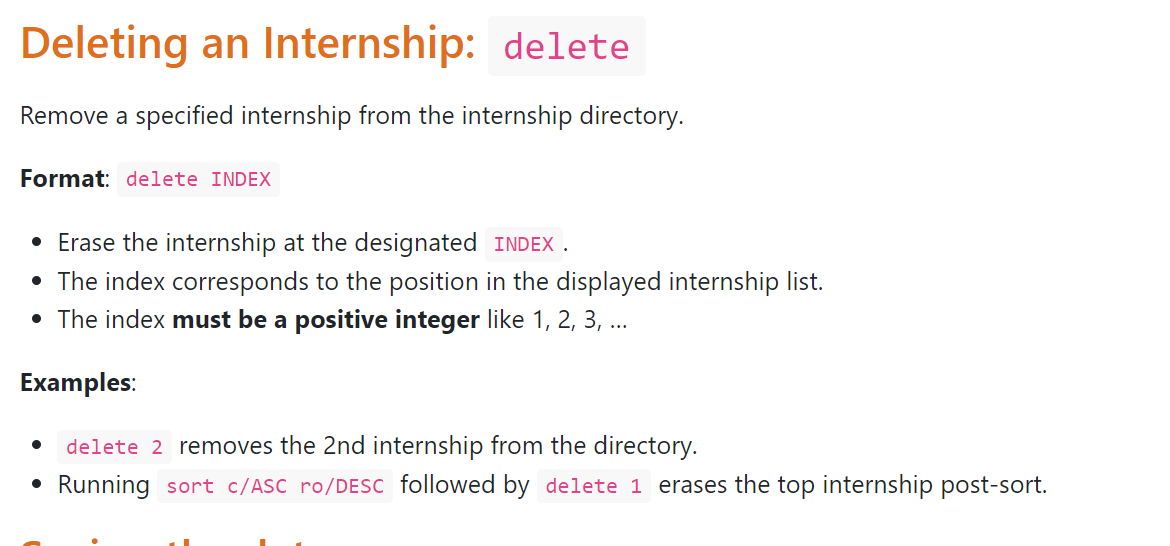 Deleting an Internship: delete
Remove a specified internship from the internship directory.
Format: delete INDEX
• Erase the internship at the designated INDEX.
• The index corresponds to the position in the displayed internship list.
• The index must be a positive integer like 1, 2, 3, …
Examples:
• delete 2 removes the 2nd internship from the directory.
• Running sort c/ASC ro/DESC followed by delete 1 erases the top internship post-sort.